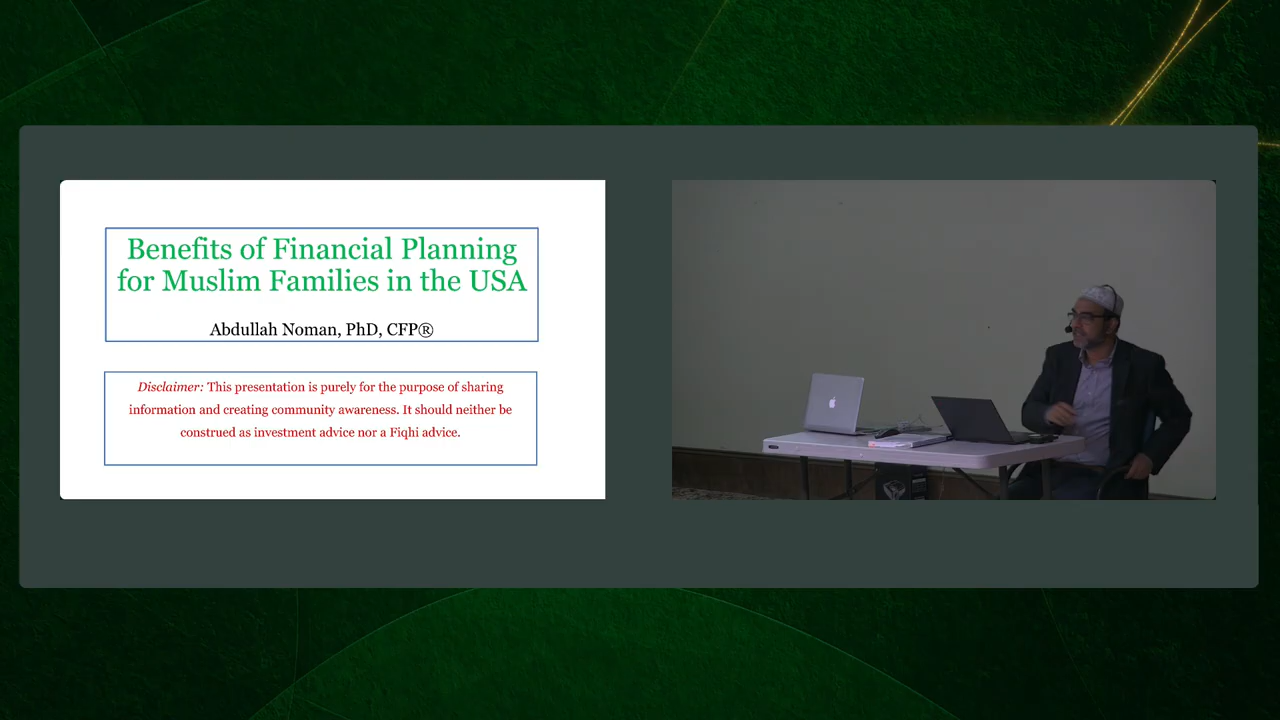 Benefits of Financial Planning
for Muslim Families in the USA
Abdullah Noman, PhD, CFP®
Disclaimer: This presentation is purely for the purpose of sharing
information and creating community awareness. It should neither be
construed as investment advice nor a Fiqhi advice.